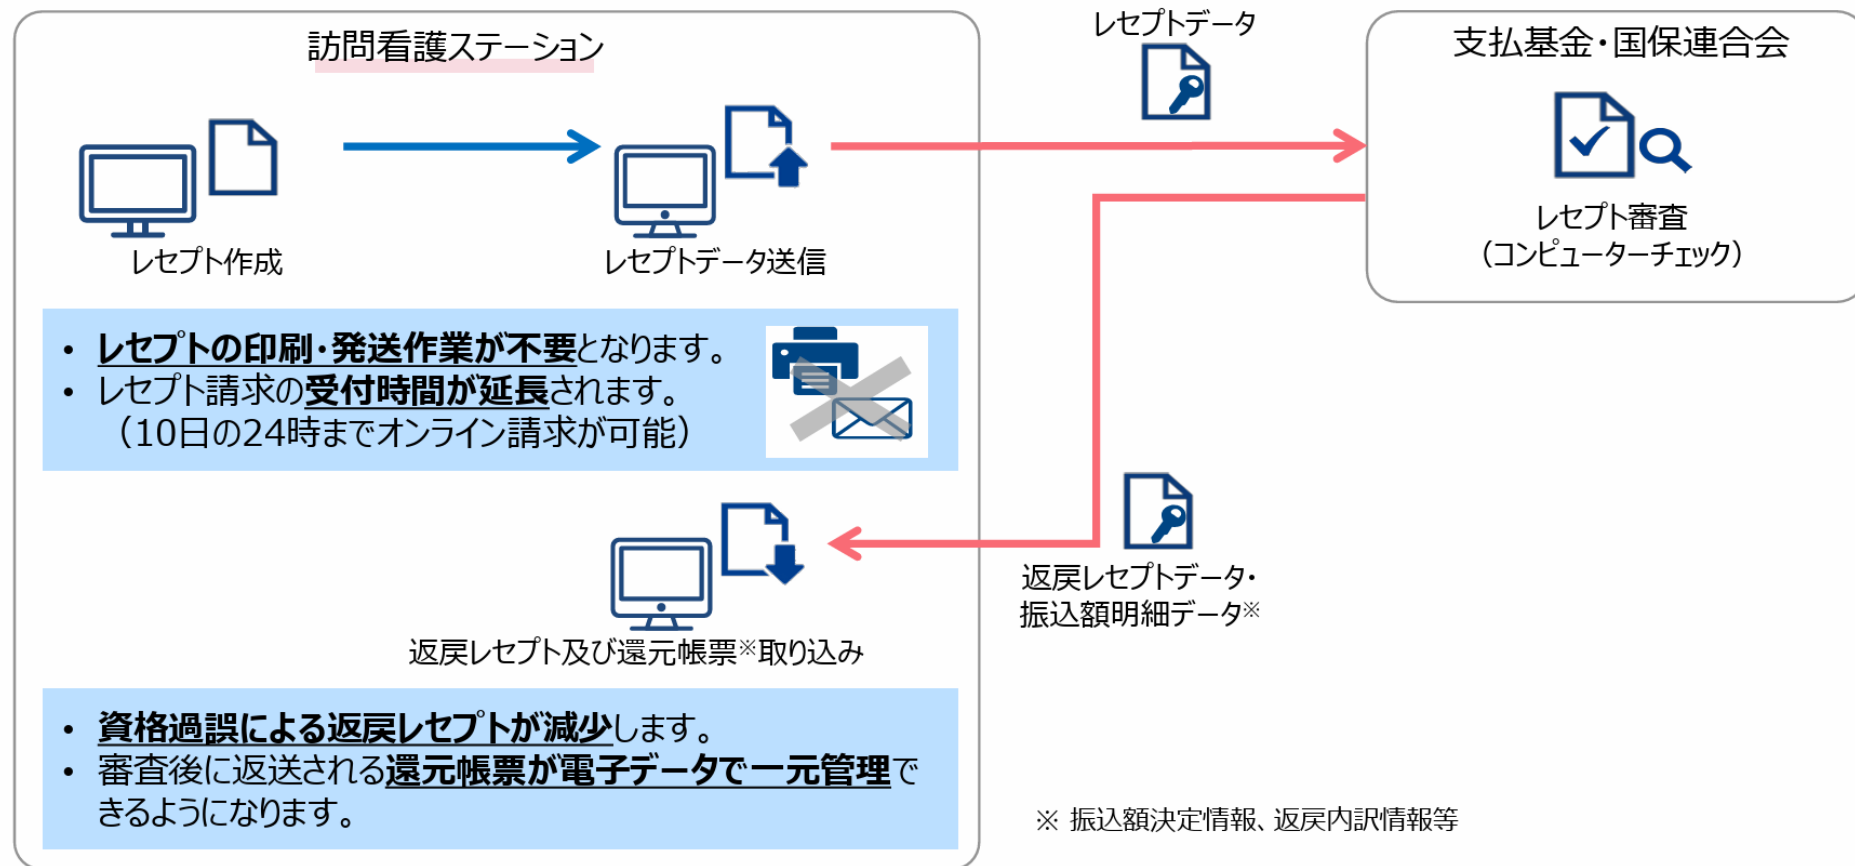 訪問看護ステーション
レセプトデータ
支払基金・国保連合会
レセプト作成
レセプトデータ送信
レセプト審査
（コンピューターチェック）
• レセプトの印刷・発送作業が不要となります。
• レセプト請求の受付時間が延長されます。
（10日の24時までオンライン請求が可能）
返戻レセプトデータ・
振込額明細データ※
返戻レセプト及び還元帳票※取り込み
• 資格過誤による返戻レセプトが減少します。
• 審査後に返送される還元帳票が電子データで一元管理で
きるようになります。
※ 振込額決定情報、返戻内訳情報等